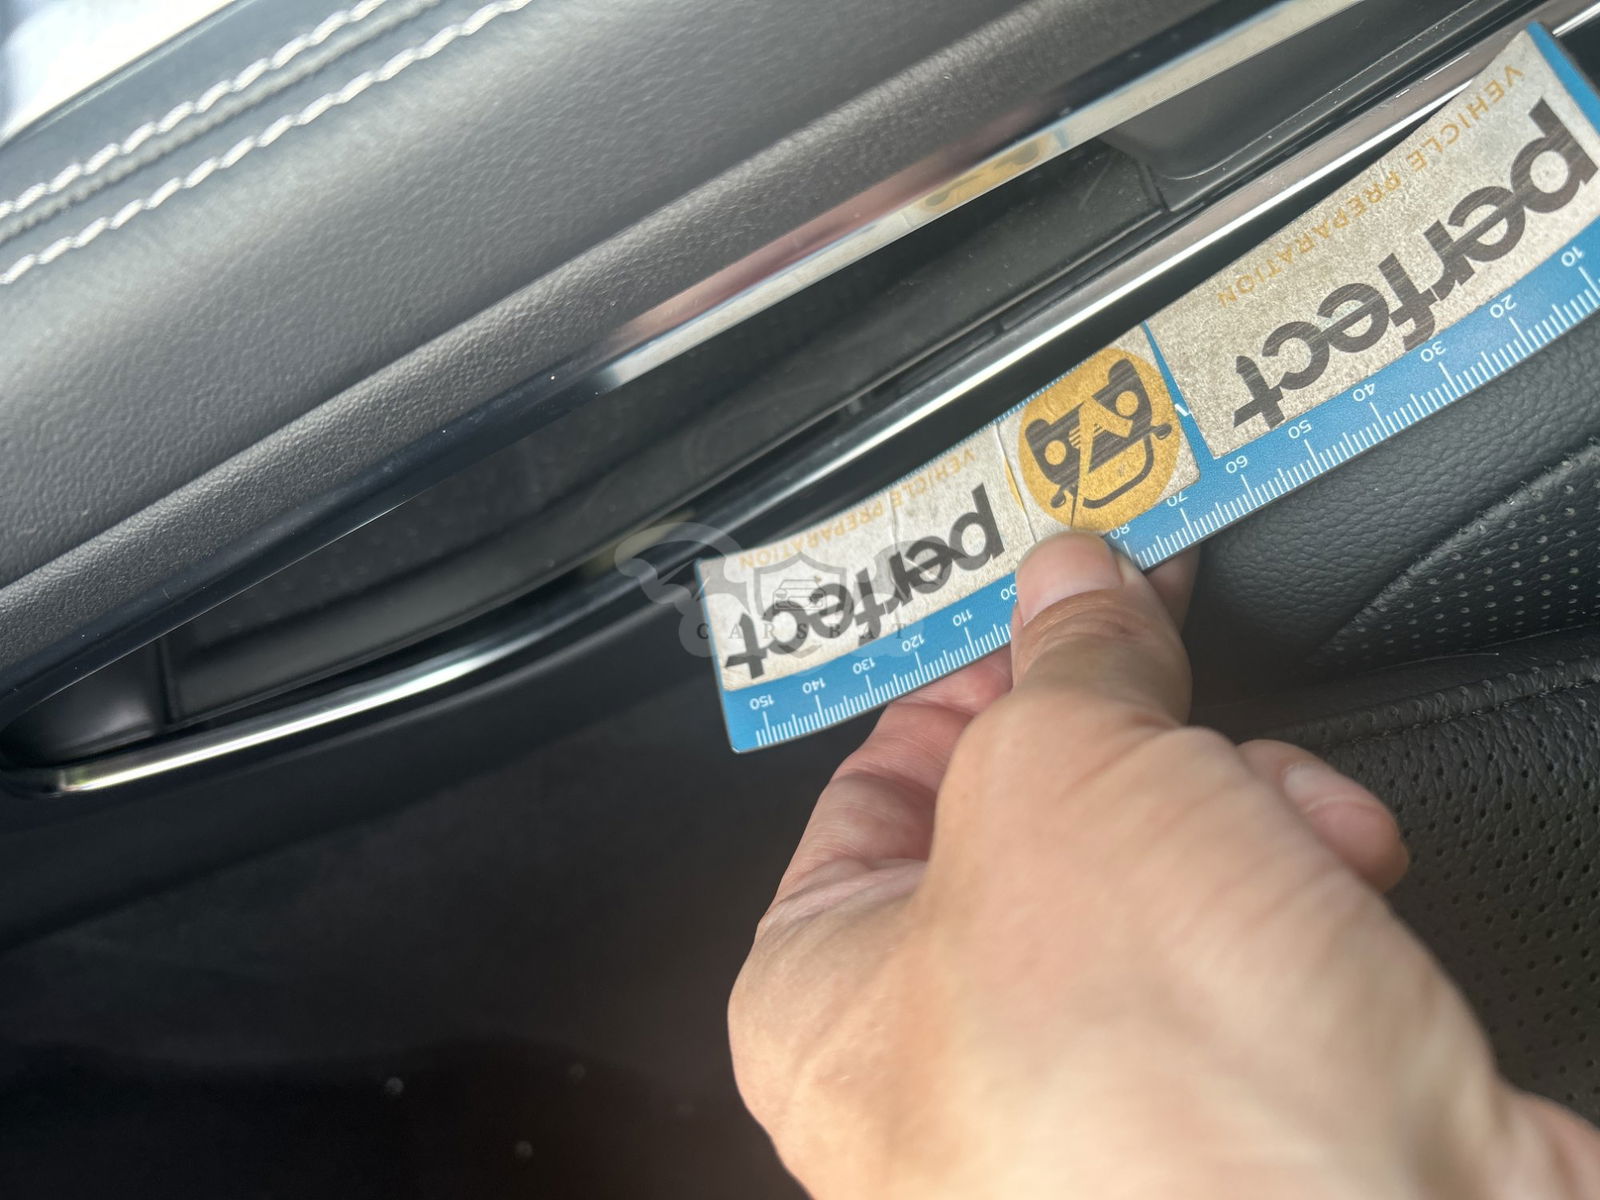 perfect
VEHICLE PREPARATION
perfect
VEHICLE PREPARATION
10 20 30 40 50 60 70 80 110 120 130 140 150
CARSBAT